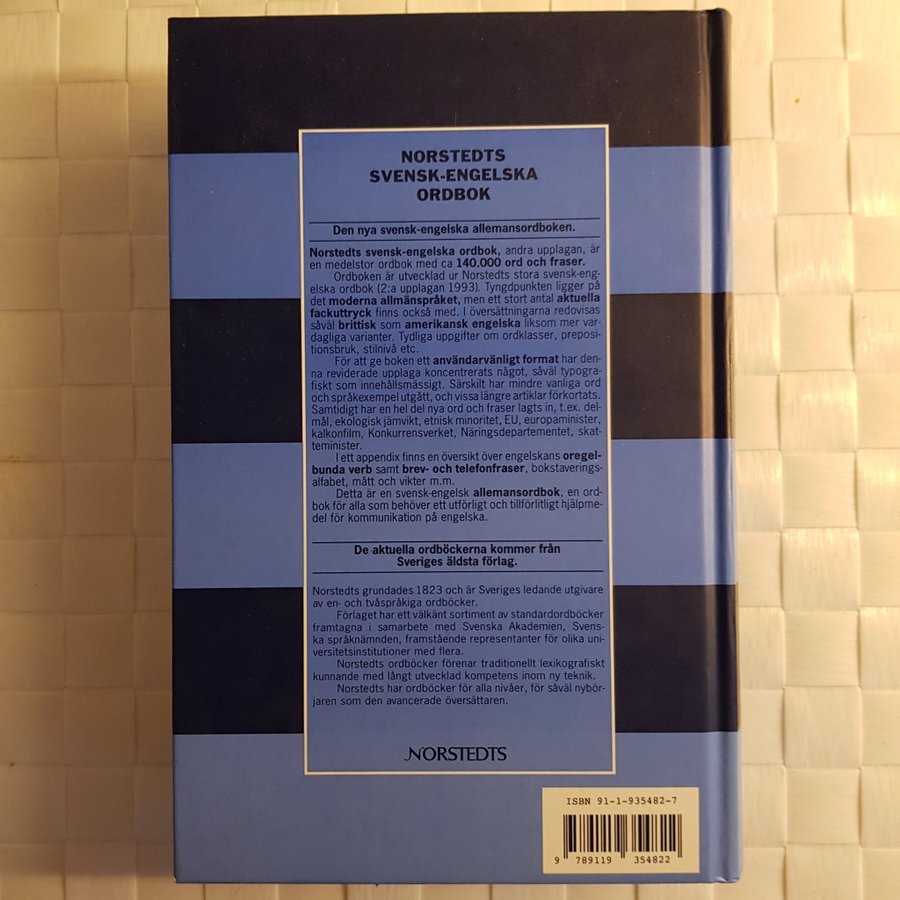 NORSTEDTS
SVENSK-ENGELSKA
ORDBOK
Den nya svensk-engelska allemansordboken.
Norstedts svensk-engelska ordbok, andra upplagan, är
en medelstor ordbok med ca 140.000 ord och fraser.
Ordboken är utvecklad ur Norstedts stora svensk-eng-
elska ordbok (2:a upplagan 1993). Tyngdpunkten ligger på
det moderna allmänspråket, men ett stort antal aktuella
fackuttryck finns också med. I översättningarna redovisas
såväl brittisk som amerikansk engelska liksom mer var-
dagliga varianter. Tydliga uppgifter om ordklasser, preposi-
tionsbruk, stilnivå etc.
För att ge boken ett användarvänligt format har den-
na reviderade upplaga koncentrerats något, såväl typogra-
fiskt som innehållsmässigt. Särskilt har mindre vanliga ord
och språkexempel utgått, och vissa längre artiklar förkortats.
Samtidigt har en hel del nya ord och fraser lagts in, t.ex. del-
mål, ekologisk jämvikt, etnisk minoritet, EU, europaminister,
kalkonfilm, Konkurrensverket, Näringsdepartementet, skat-
teminister.
I ett appendix finns en översikt över engelskans oregel-
bunda verb samt brev- och telefonfraser, bokstaverings-
alfabet, mått och vikter m.m.
Detta är en svensk-engelsk allemansordbok, en ord-
bok för alla som behöver ett utförligt och tillförlitligt hjälpme-
del för kommunikation på engelska.
De aktuella ordböckerna kommer från
Sveriges äldsta förlag.
Norstedts grundades 1823 och är Sveriges ledande utgivare
av en- och tvåspråkiga ordböcker.
Förlaget har ett välkänt sortiment av standardordböcker
framtagna i samarbete med Svenska Akademien, Svens-
ka språknämnden, framstående representanter för olika uni-
versitetsinstitutioner med flera.
Norstedts ordböcker förenar traditionellt lexikografiskt
kunnande med långt utvecklad kompetens inom ny teknik.
Norstedts har ordböcker för alla nivåer, för såväl nybör-
jaren som den avancerade översättaren.
NORSTEDTS
ISBN 91-1-935482-7
9 789119 354822